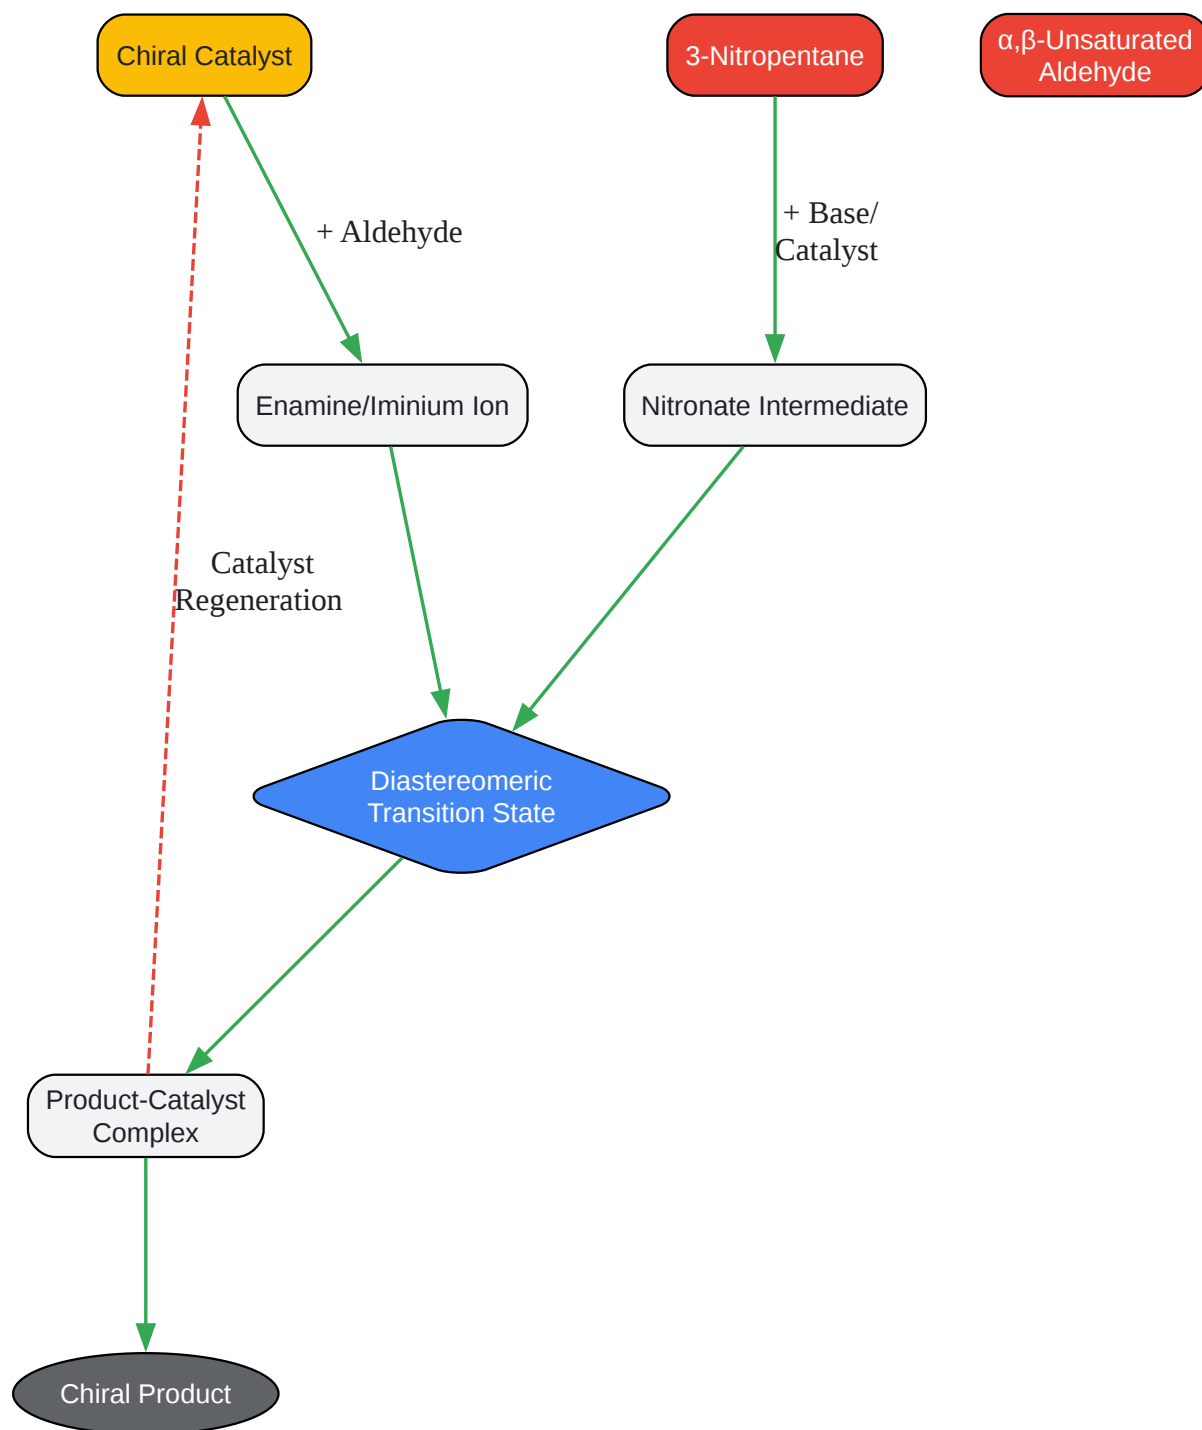 Chiral Catalyst
3-Nitropentane
α,β-Unsaturated
Aldehyde
+ Aldehyde
+ Base/
Catalyst
Enamine/Iminium Ion
Nitronate Intermediate
Catalyst
Regeneration
Diastereomeric
Transition State
Product-Catalyst
Complex
Chiral Product